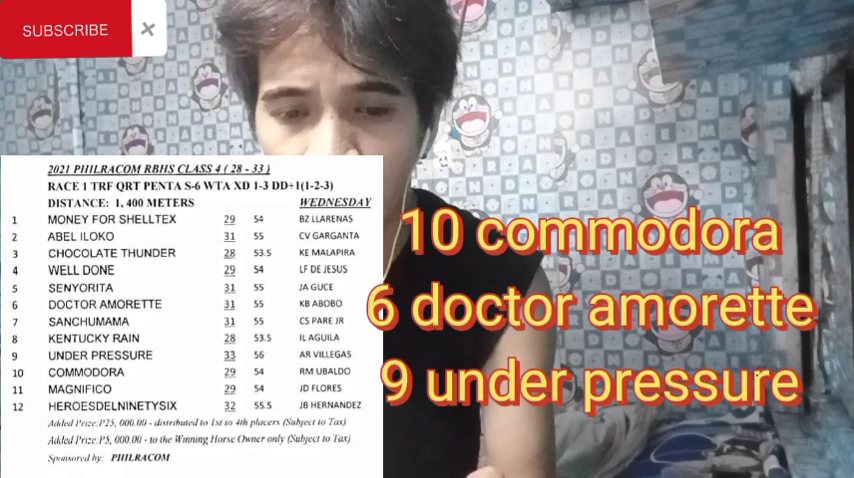 SUBSCRIBE
2021 PHILRACOM RBHS CLASS 4 ( 28 - 33 )
RACE 1 TRF QRT PENTA S-6 WTA XD 1-3 DD+1(1-2-3)
DISTANCE: 1, 400 METERS WEDNESDAY
1 MONEY FOR SHELLTEX 29 54 BZ LLARENAS
2 ABEL ILOKO 31 55 CV GARGANTA
3 CHOCOLATE THUNDER 28 53.5 KE MALAPIRA
4 WELL DONE 29 54 LF DE JESUS
5 SENYORITA 31 55 JA GUCE
6 DOCTOR AMORETTE 31 55 KB ABOBO
7 SANCHUMAMA 31 55 CS PARE JR
8 KENTUCKY RAIN 28 53.5 IL AGUILA
9 UNDER PRESSURE 33 56 AR VILLEGAS
10 COMMODORA 29 54 RM UBALDO
11 MAGNIFICO 29 54 JD FLORES
12 HEROESDELNINETYSIX 32 55.5 JB HERNANDEZ
Added Prize:P25, 000.00 - distributed to 1st to 4th placers (Subject to Tax)
Added Prize:P5, 000.00 - to the Winning Horse Owner only (Subject to Tax)
Sponsored by: PHILRACOM
10 commodora
6 doctor amorette
9 under pressure